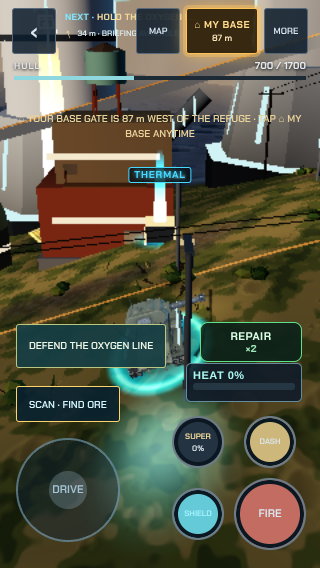 NEXT · HOLD THE OXYGEN
34 m · BRIEFING
‹
MAP
⌂ MY BASE
87 m
MORE
HULL
700 / 1700
YOUR BASE GATE IS 87 m WEST OF THE REFUGE · TAP ⌂ MY
BASE ANYTIME
THERMAL
DEFEND THE OXYGEN LINE
REPAIR
×2
HEAT 0%
SCAN · FIND ORE
SUPER
0%
DASH
DRIVE
SHIELD
FIRE